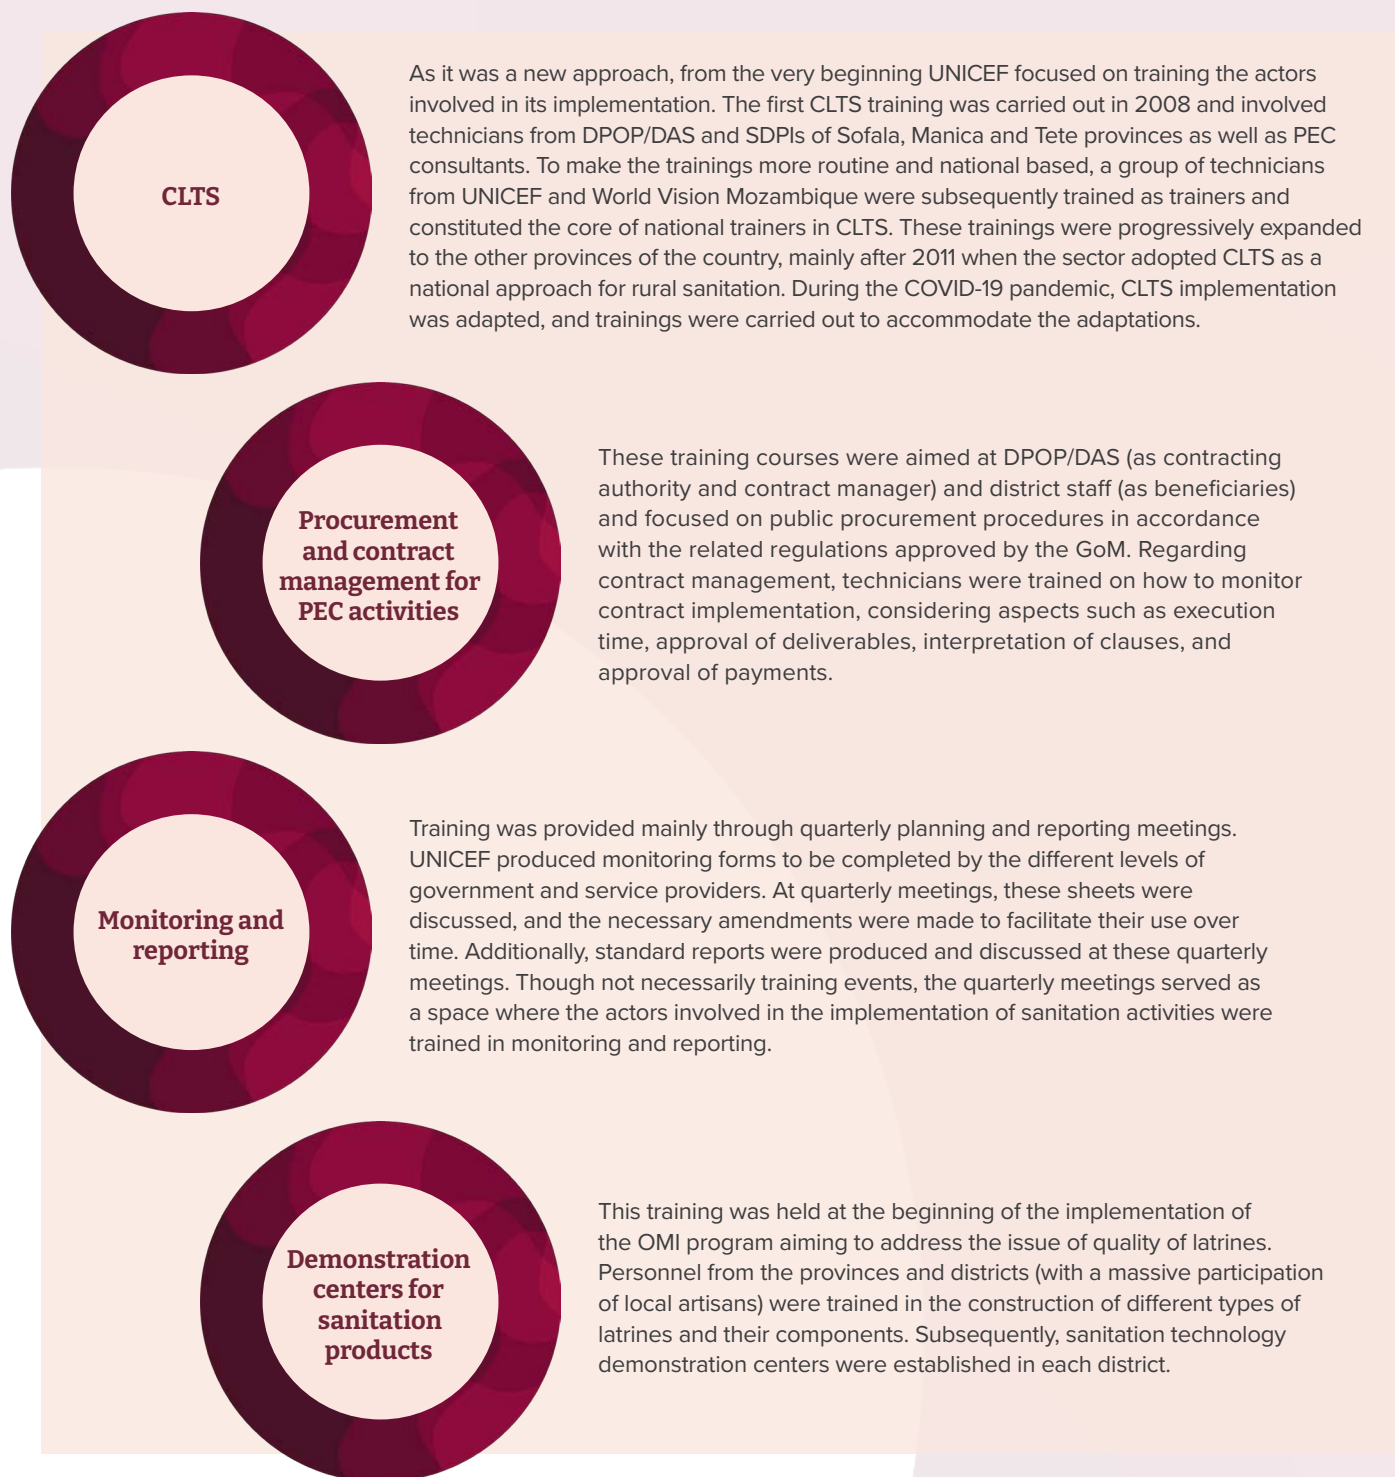 CLTS
As it was a new approach, from the very beginning UNICEF focused on training the actors
involved in its implementation. The first CLTS training was carried out in 2008 and involved
technicians from DPOP/DAS and SDPIs of Sofala, Manica and Tete provinces as well as PEC
consultants. To make the trainings more routine and national based, a group of technicians
from UNICEF and World Vision Mozambique were subsequently trained as trainers and
constituted the core of national trainers in CLTS. These trainings were progressively expanded
to the other provinces of the country, mainly after 2011 when the sector adopted CLTS as a
national approach for rural sanitation. During the COVID-19 pandemic, CLTS implementation
was adapted, and trainings were carried out to accommodate the adaptations.
Procurement
and contract
management for
PEC activities
These training courses were aimed at DPOP/DAS (as contracting
authority and contract manager) and district staff (as beneficiaries)
and focused on public procurement procedures in accordance
with the related regulations approved by the GoM. Regarding
contract management, technicians were trained on how to monitor
contract implementation, considering aspects such as execution
time, approval of deliverables, interpretation of clauses, and
approval of payments.
Monitoring and
reporting
Training was provided mainly through quarterly planning and reporting meetings.
UNICEF produced monitoring forms to be completed by the different levels of
government and service providers. At quarterly meetings, these sheets were
discussed, and the necessary amendments were made to facilitate their use over
time. Additionally, standard reports were produced and discussed at these quarterly
meetings. Though not necessarily training events, the quarterly meetings served as
a space where the actors involved in the implementation of sanitation activities were
trained in monitoring and reporting.
Demonstration
centers for
sanitation
products
This training was held at the beginning of the implementation of
the OMI program aiming to address the issue of quality of latrines.
Personnel from the provinces and districts (with a massive participation
of local artisans) were trained in the construction of different types of
latrines and their components. Subsequently, sanitation technology
demonstration centers were established in each district.